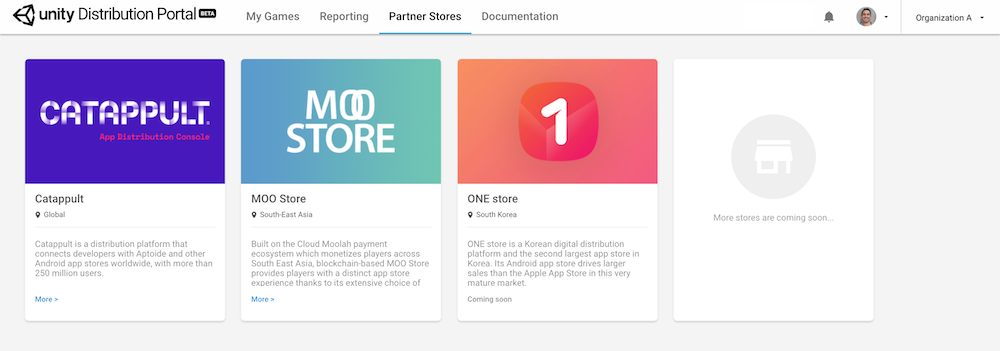 unity Distribution Portal BETA
My Games
Reporting
Partner Stores
Documentation
Organization A
CATAPPULT.
App Distribution Console
Catappult
Global
Catappult is a distribution platform that
connects developers with Aptoide and other
Android app stores worldwide, with more than
250 million users.
More >
MOO
STORE
MOO Store
South-East Asia
Built on the Cloud Moolah payment
ecosystem which monetizes players across
South East Asia, blockchain-based MOO Store
provides players with a distinct app store
experience thanks to its extensive choice of
More >
1
ONE store
South Korea
ONE store is a Korean digital distribution
platform and the second largest app store in
Korea. Its Android app store drives larger
sales than the Apple App Store in this very
mature market.
Coming soon
More stores are coming soon...